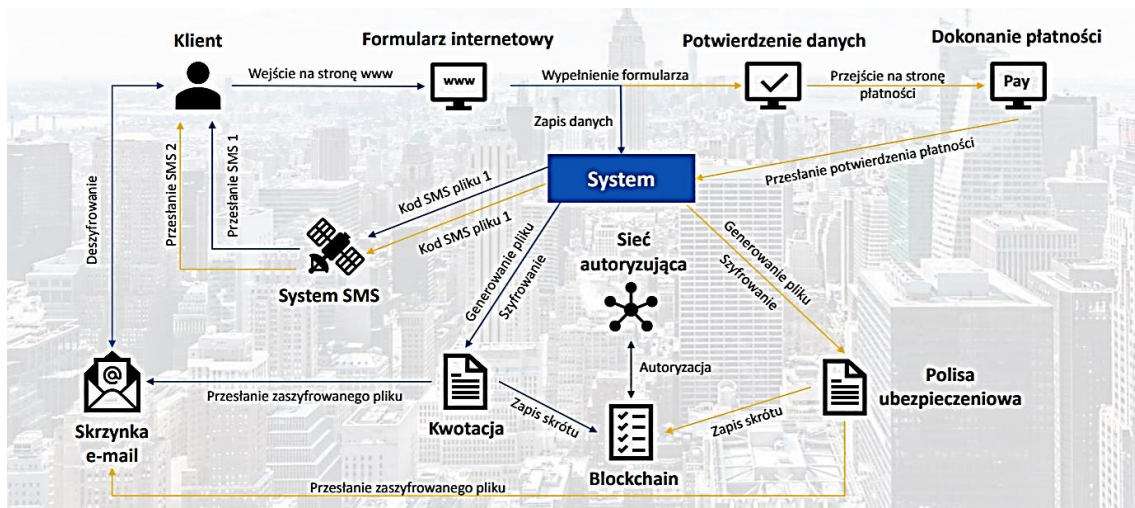 Klient
Formularz internetowy
Potwierdzenie danych
Dokonanie płatności
Wejście na stronę www
www
Wypełnienie formularza
Przejście na stronę
płatności
Pay
Zapis danych
Przesłanie potwierdzenia płatności
System
Deszyfrowanie
Przesłanie SMS 2
Przesłanie SMS 1
Kod SMS pliku 1
Kod SMS pliku 1
System SMS
Generowanie pliku
Szyfrowanie
Sieć
autoryzująca
Generowanie pliku
Szyfrowanie
Autoryzacja
@
Przesłanie zaszyfrowanego pliku
Skrzynka
e-mail
Kwotacja
Zapis skrótu
Blockchain
Zapis skrótu
Polisa
ubezpieczeniowa
Przesłanie zaszyfrowanego pliku